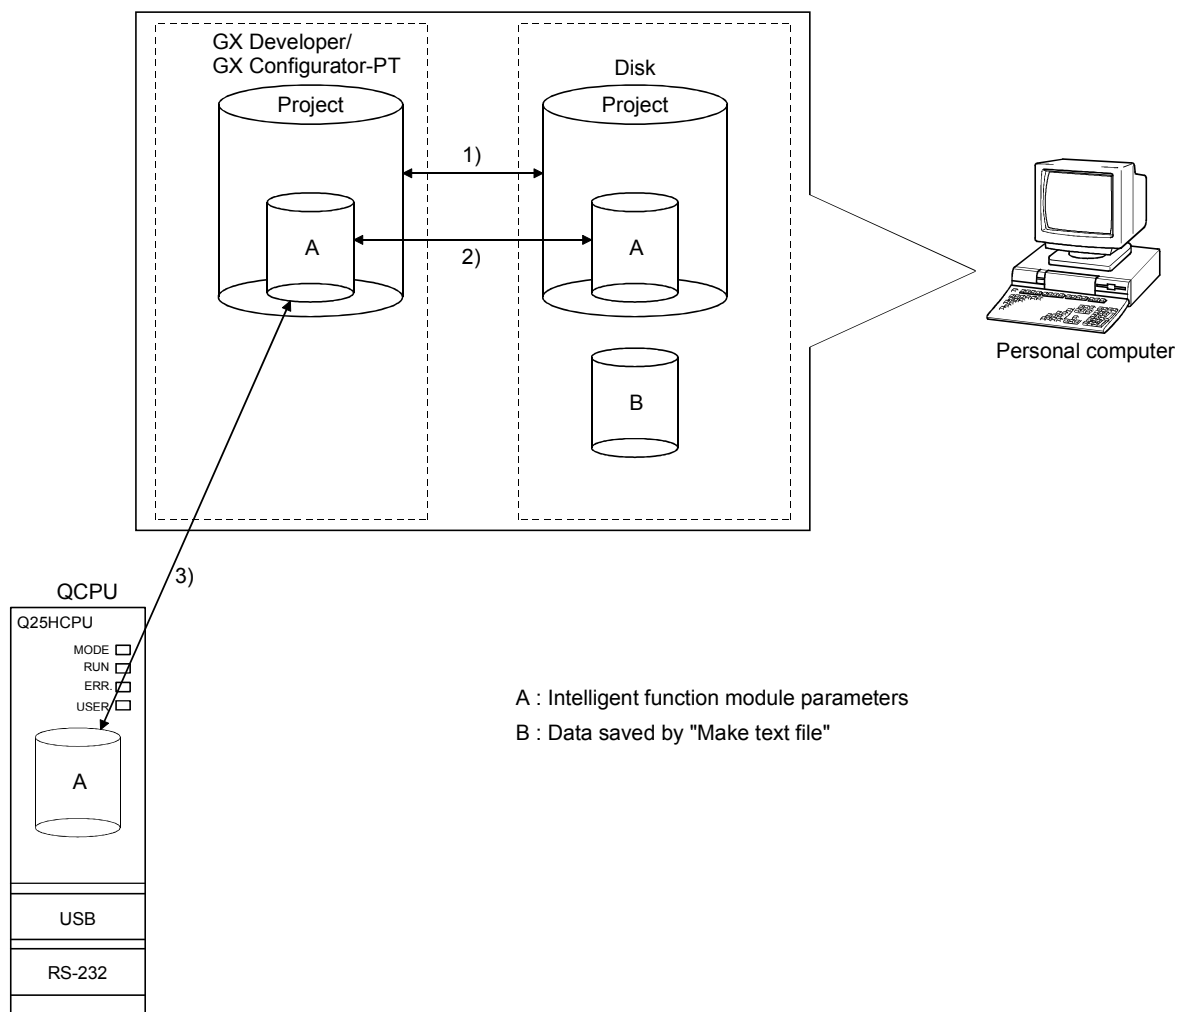 GX Developer/
GX Configurator-PT
Disk
Project
Project
1)
A
A
2)
Personal computer
B
3)
QCPU
Q25HCPU
MODE
RUN
ERR.
USER
A : Intelligent function module parameters
B : Data saved by "Make text file"
A
USB
RS-232